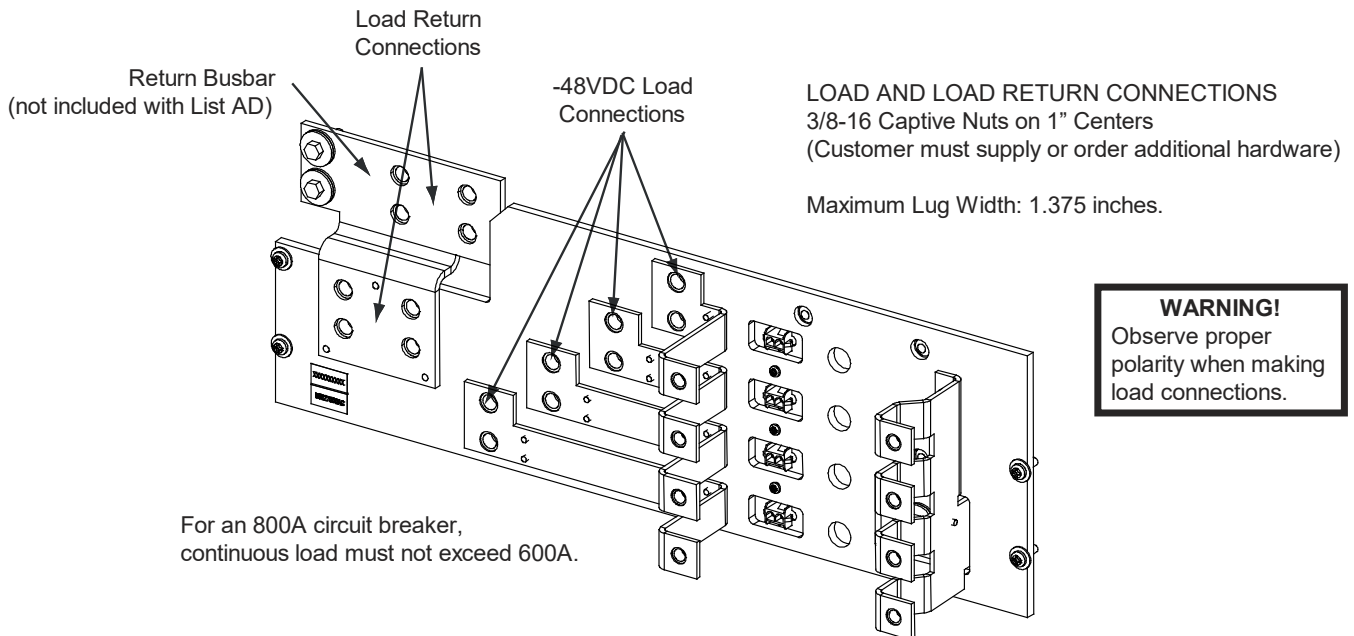 Load Return
Connections
Return Busbar
(not included with List AD)
-48VDC Load
Connections
LOAD AND LOAD RETURN CONNECTIONS
3/8-16 Captive Nuts on 1” Centers
(Customer must supply or order additional hardware)
Maximum Lug Width: 1.375 inches.
WARNING!
Observe proper
polarity when making
load connections.
For an 800A circuit breaker,
continuous load must not exceed 600A.